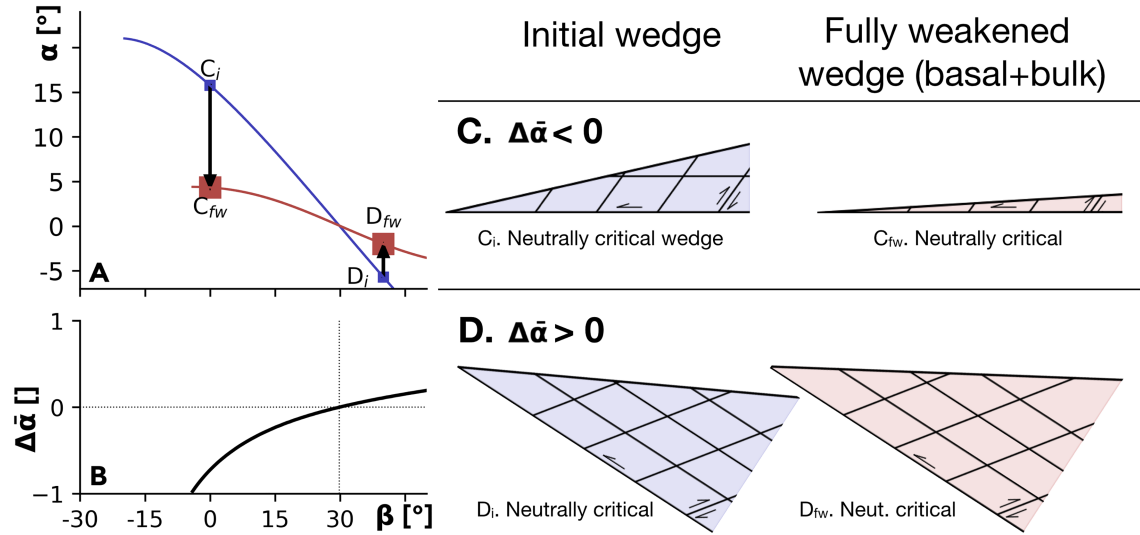 α [°]
15
10
5
0
-5
A
C_i
C_fw
D_fw
D_i
Δᾱ []
1
0
−1
B
-30 -15 0 15 30 β [°]
Initial wedge
Fully weakened
wedge (basal+bulk)
C. Δᾱ < 0
C_i. Neutrally critical wedge
C_fw. Neutrally critical
D. Δᾱ > 0
D_i. Neutrally critical
D_fw. Neut. critical